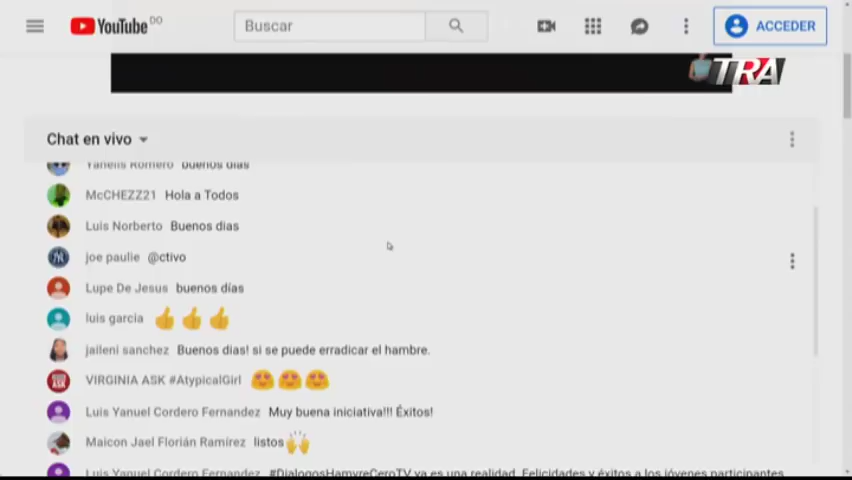 YouTube DO
Buscar
ACCEDER
TRA
Chat en vivo
Yanelis Romero buenos dias
McCHEZZ21 Hola a Todos
Luis Norberto Buenos dias
joe paulie @ctivo
Lupe De Jesus buenos días
luis garcia 👍👍👍
jaileni sanchez Buenos dias! si se puede erradicar el hambre.
VIRGINIA ASK #AtypicalGirl 😍😍😍
Luis Yanuel Cordero Fernandez Muy buena iniciativa!!! Éxitos!
Maicon Jael Florián Ramírez listos🙌
Luis Yanuel Cordero Fernandez #DialogosHamvreCeroTV ya es una realidad. Felicidades y éxitos a los jóvenes participantes